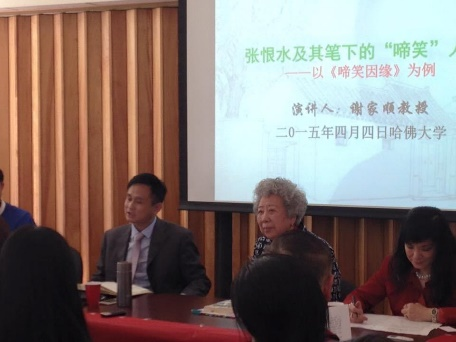 张恨水及其笔下的“啼笑”人
——以《啼笑因缘》为例
演讲人：谢家顺教授
二〇一五年四月四日哈佛大学